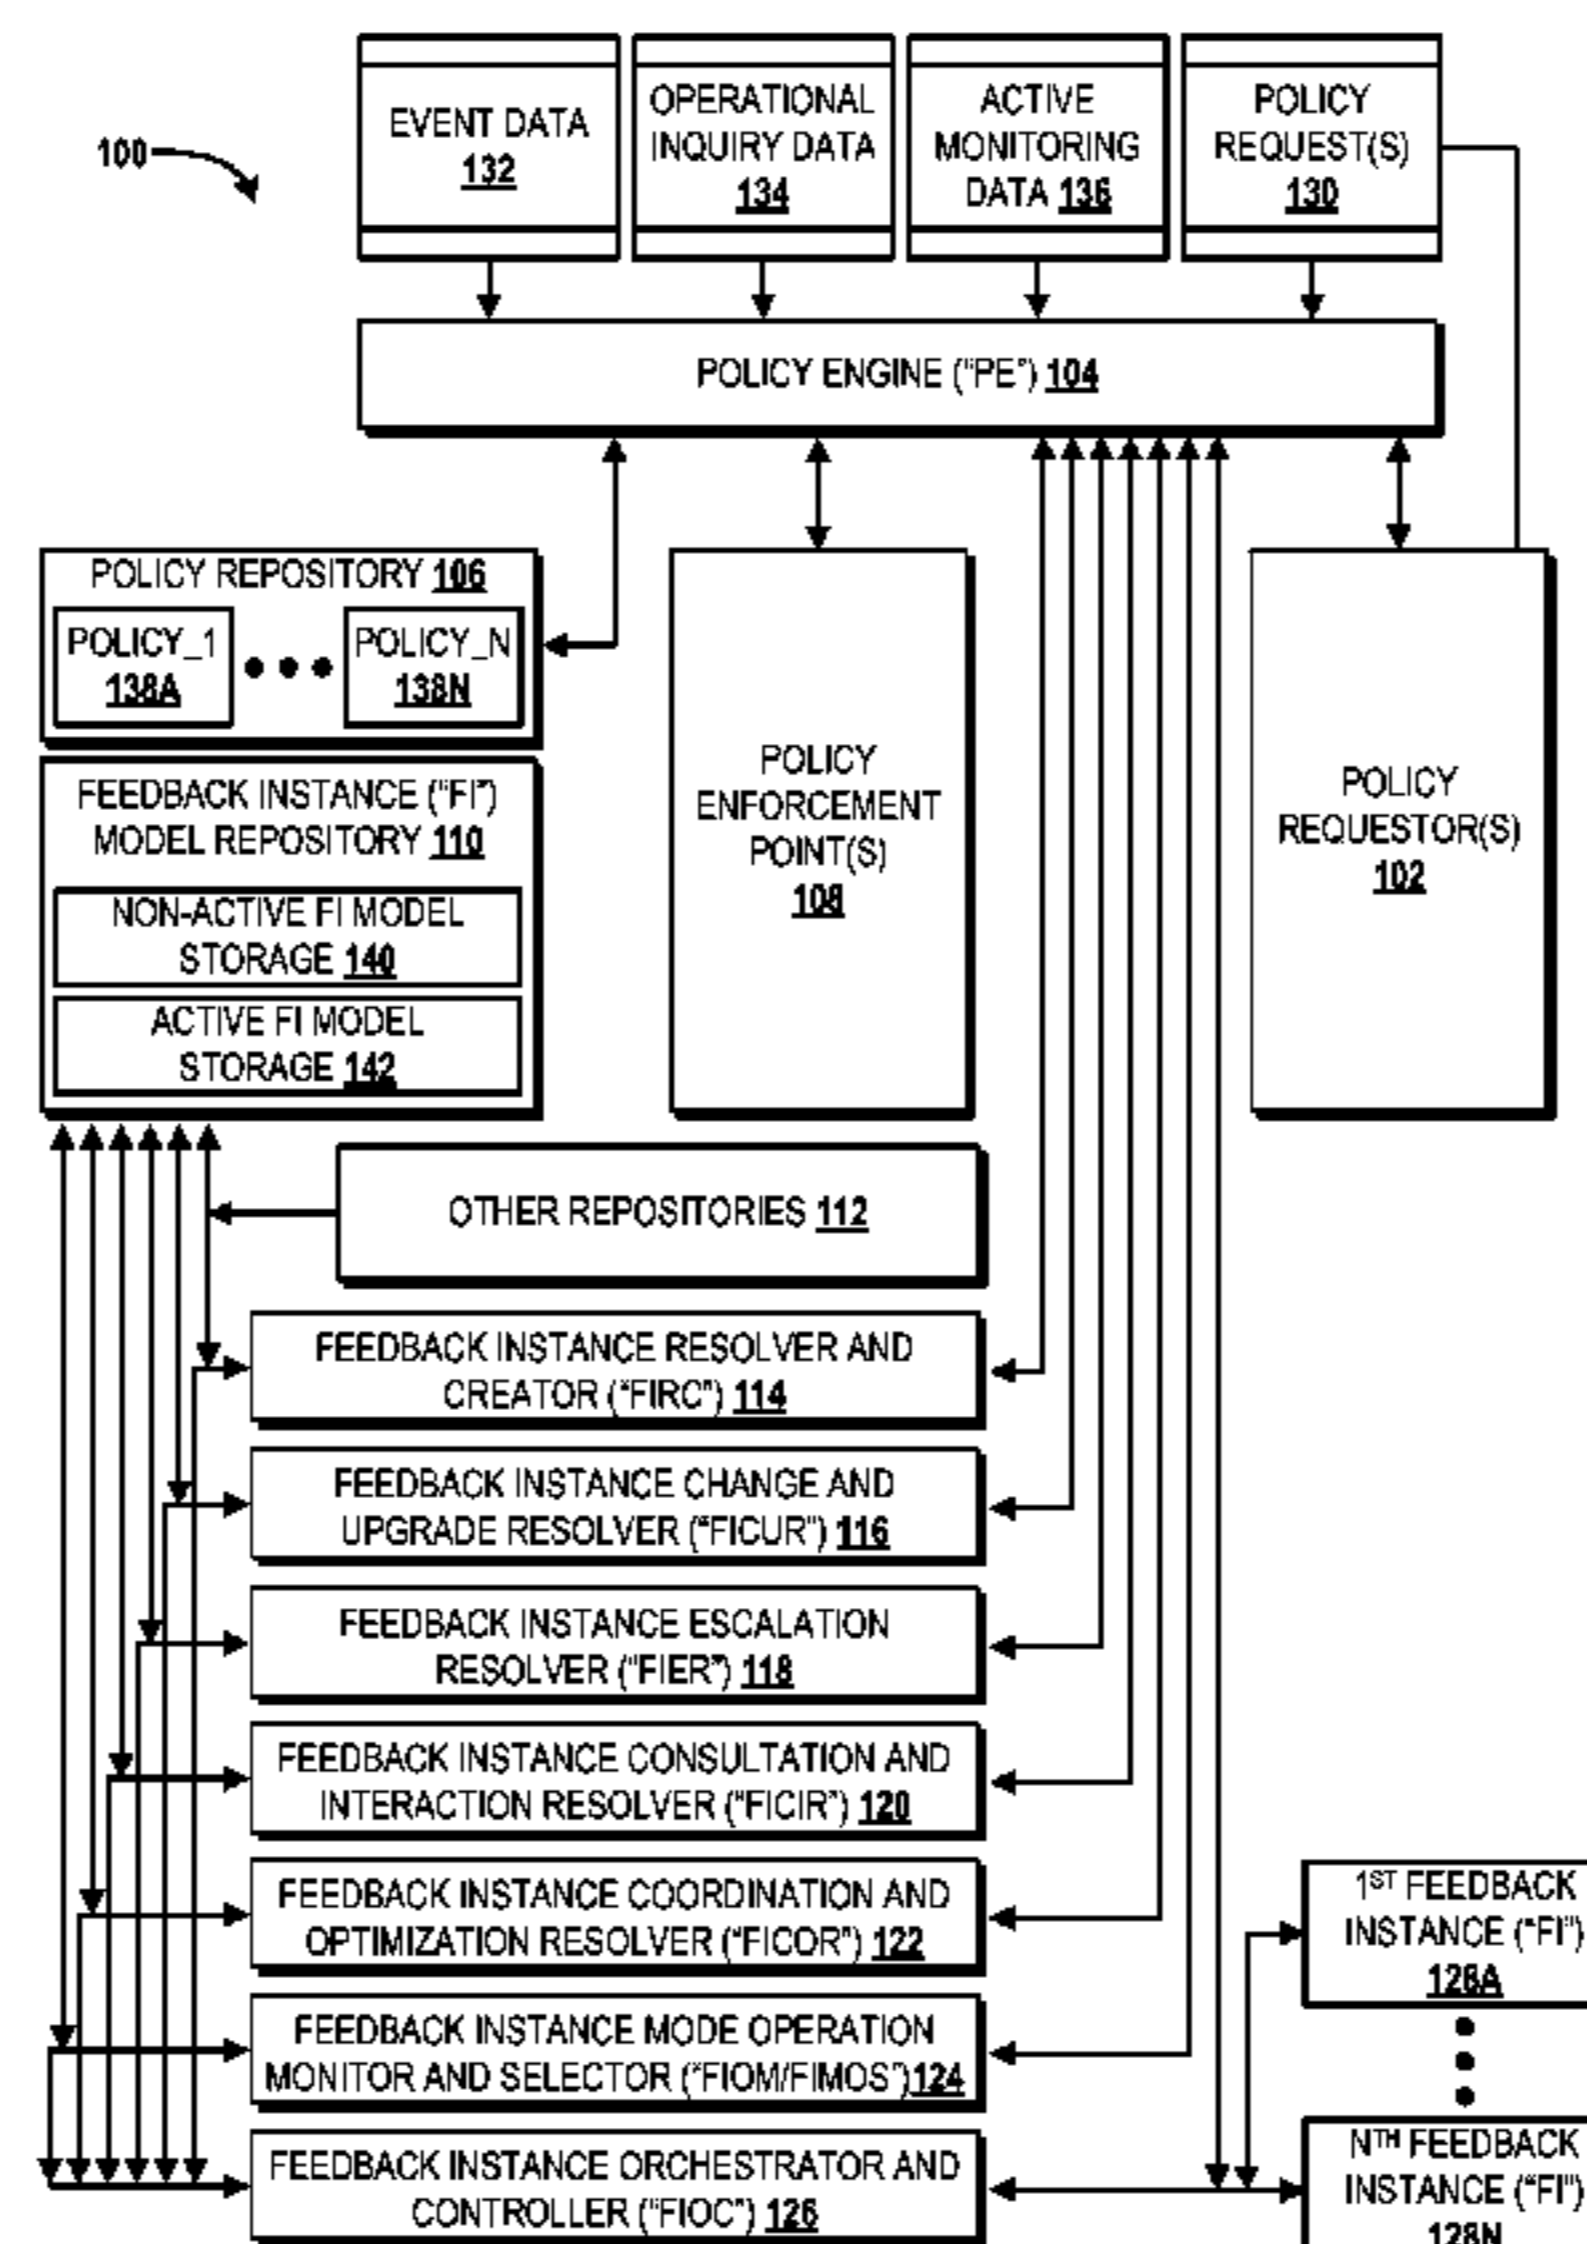 100
EVENT DATA
132
OPERATIONAL
INQUIRY DATA
134
ACTIVE
MONITORING
DATA 136
POLICY
REQUEST(S)
130
POLICY ENGINE ("PE") 104
POLICY REPOSITORY 106
POLICY_1
138A
POLICY_N
138N
FEEDBACK INSTANCE ("FI")
MODEL REPOSITORY 110
NON-ACTIVE FI MODEL
STORAGE 140
ACTIVE FI MODEL
STORAGE 142
POLICY
ENFORCEMENT
POINT(S)
108
POLICY
REQUESTOR(S)
102
OTHER REPOSITORIES 112
FEEDBACK INSTANCE RESOLVER AND
CREATOR ("FIRC") 114
FEEDBACK INSTANCE CHANGE AND
UPGRADE RESOLVER ("FICUR") 116
FEEDBACK INSTANCE ESCALATION
RESOLVER ("FIER") 118
FEEDBACK INSTANCE CONSULTATION AND
INTERACTION RESOLVER ("FICIR") 120
FEEDBACK INSTANCE COORDINATION AND
OPTIMIZATION RESOLVER ("FICOR") 122
FEEDBACK INSTANCE MODE OPERATION
MONITOR AND SELECTOR ("FIOM/FIMOS") 124
FEEDBACK INSTANCE ORCHESTRATOR AND
CONTROLLER ("FIOC") 126
1ST FEEDBACK
INSTANCE ("FI")
128A
NTH FEEDBACK
INSTANCE ("FI")
128N